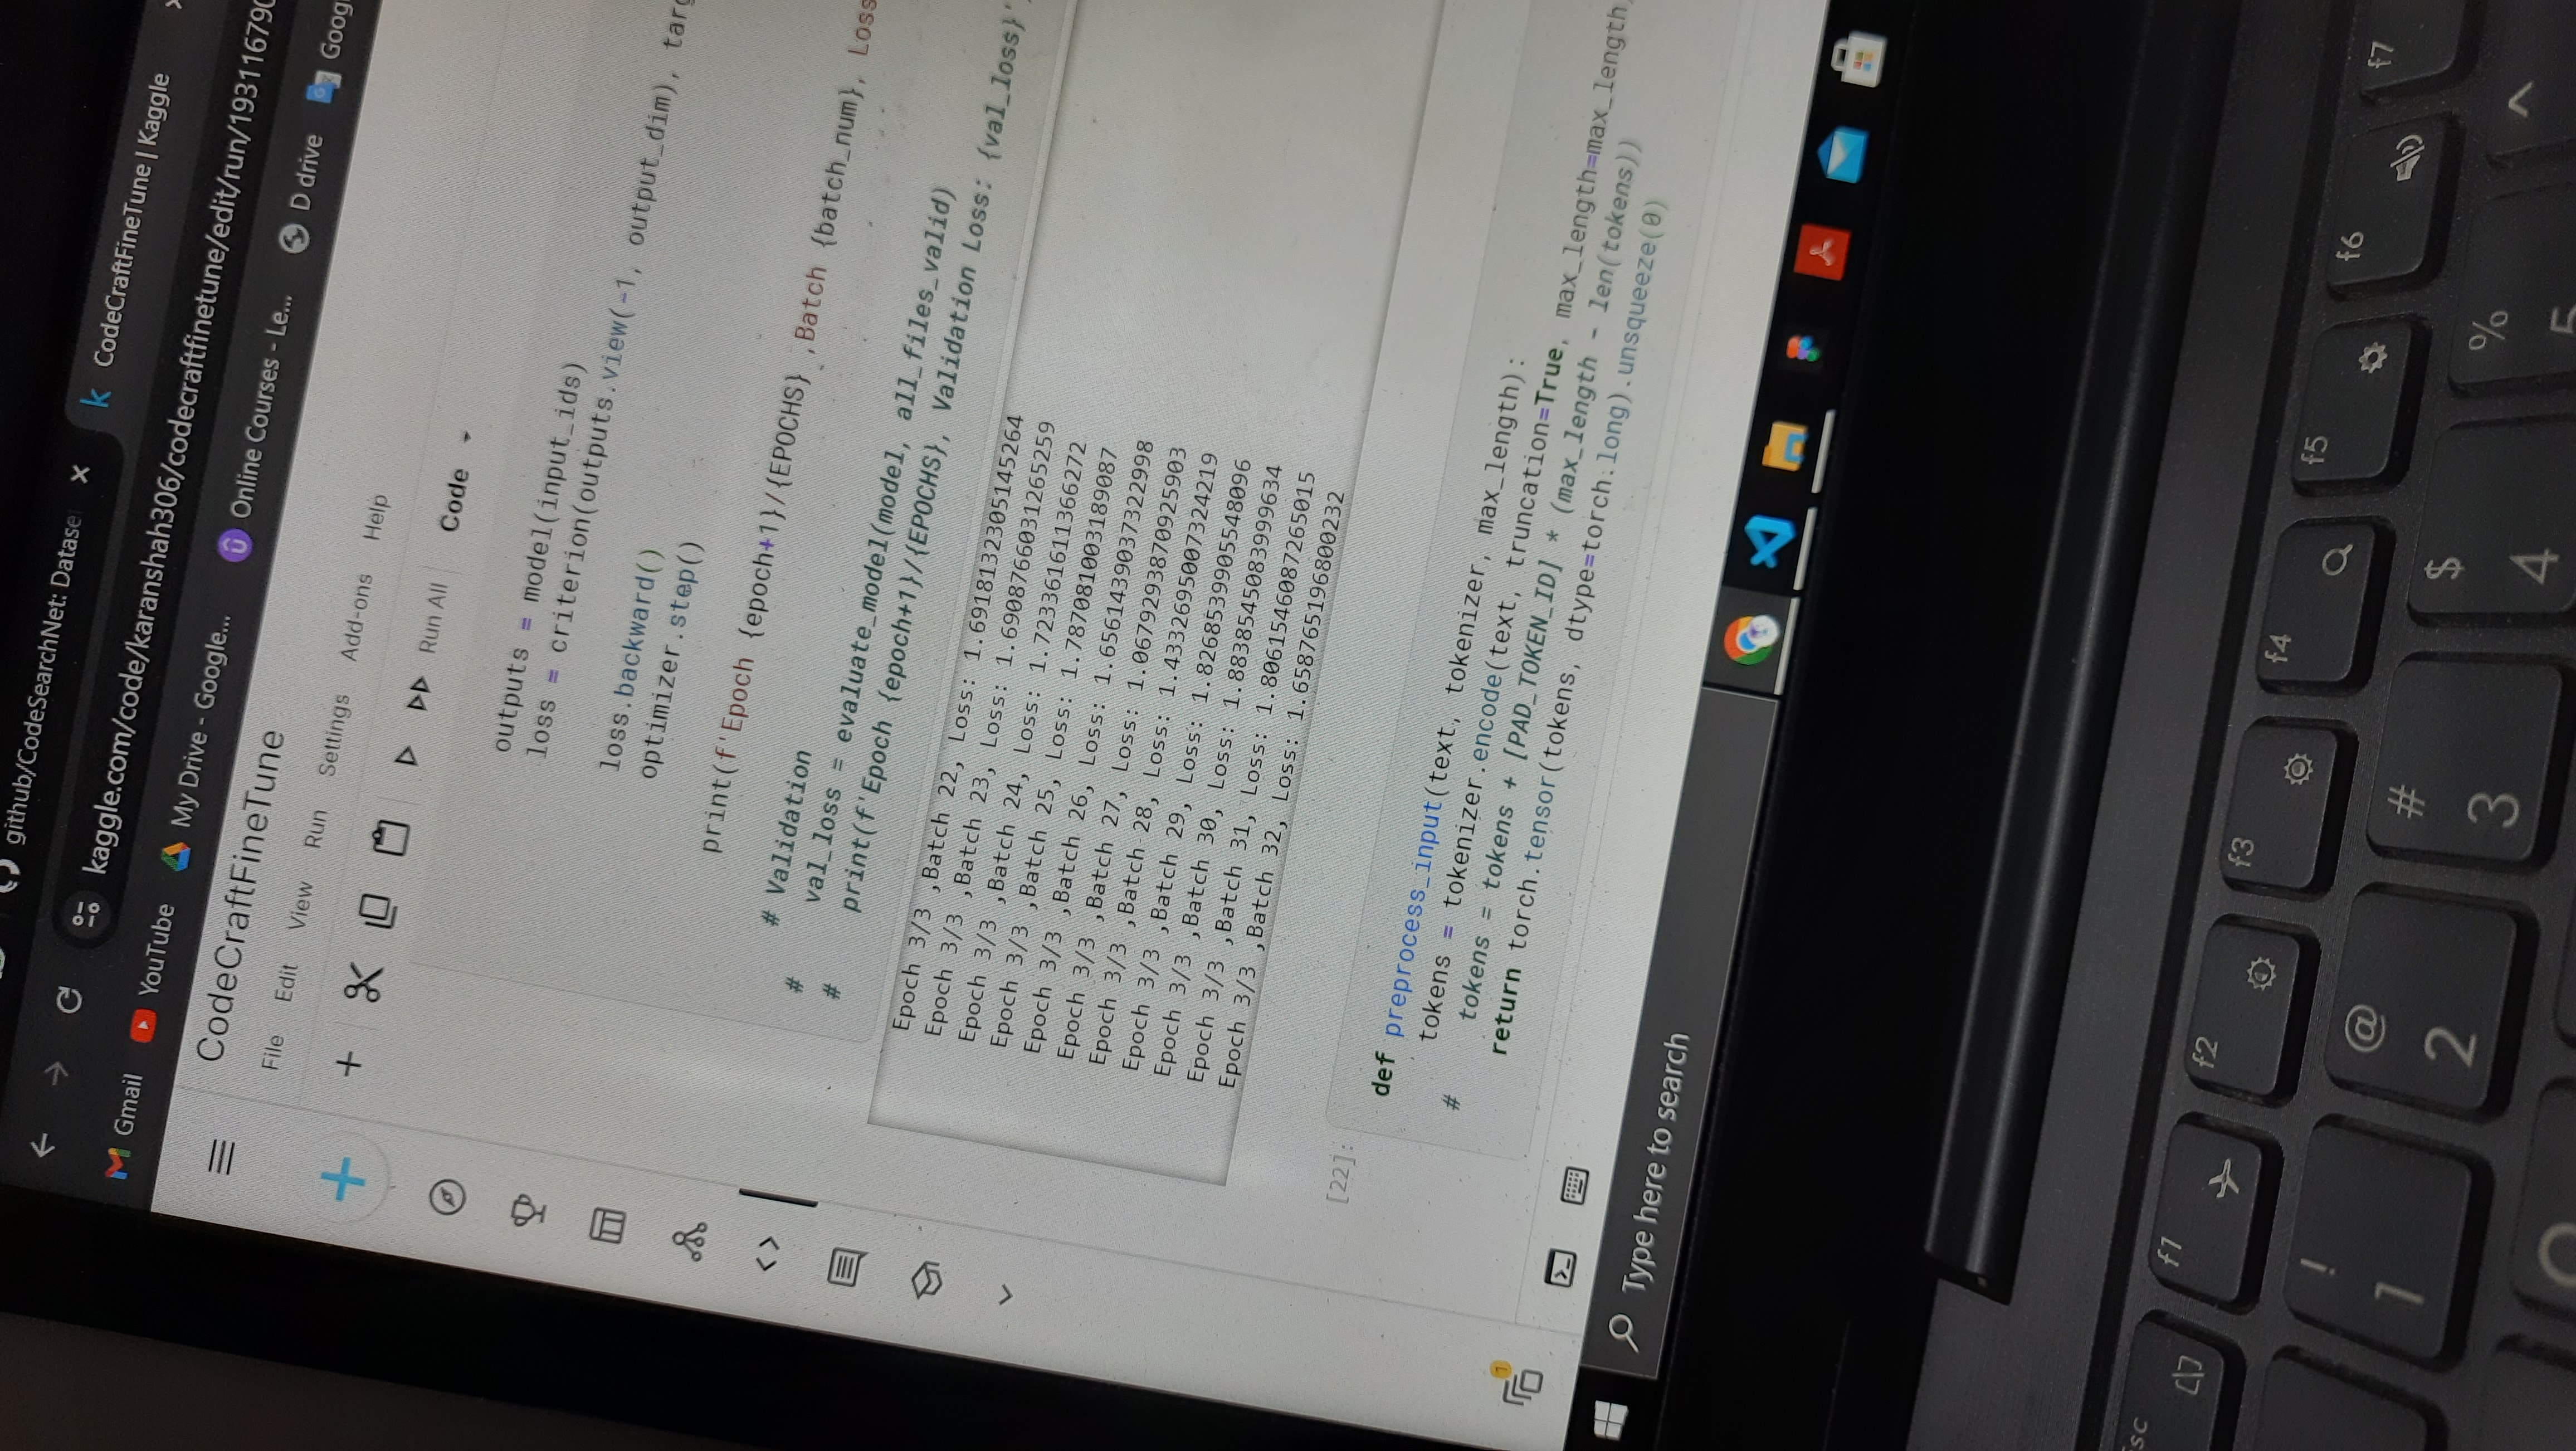 github/CodeSearchNet: Datase
CodeCraftFineTune | Kaggle
kaggle.com/code/karanshah306/codecraftfinetune/edit/run/19311679
Gmail
YouTube
My Drive - Google...
Online Courses - Le...
D drive
Goog
CodeCraftFineTune
File Edit View Run Settings Add-ons Help
Run All Code
outputs = model(input_ids)
loss = criterion(outputs.view(-1, output_dim), targ
loss.backward()
optimizer.step()
print(f'Epoch {epoch+1}/{EPOCHS} ,Batch {batch_num}, Loss
# Validation
# val_loss = evaluate_model(model, all_files_valid)
# print(f'Epoch {epoch+1}/{EPOCHS}, Validation Loss: {val_loss}'
Epoch 3/3 ,Batch 22, Loss: 1.6918132305145264
Epoch 3/3 ,Batch 23, Loss: 1.6908766031265259
Epoch 3/3 ,Batch 24, Loss: 1.723361611366272
Epoch 3/3 ,Batch 25, Loss: 1.787081003189087
Epoch 3/3 ,Batch 26, Loss: 1.6561439037322998
Epoch 3/3 ,Batch 27, Loss: 1.0679293870925903
Epoch 3/3 ,Batch 28, Loss: 1.4332695007324219
Epoch 3/3 ,Batch 29, Loss: 1.8268539905548096
Epoch 3/3 ,Batch 30, Loss: 1.8838545083999634
Epoch 3/3 ,Batch 31, Loss: 1.8061546087265015
Epoch 3/3 ,Batch 32, Loss: 1.658765196800232
[22]:
def preprocess_input(text, tokenizer, max_length):
tokens = tokenizer.encode(text, truncation=True, max_length=max_length)
# tokens = tokens + [PAD_TOKEN_ID] * (max_length - len(tokens))
return torch.tensor(tokens, dtype=torch.long).unsqueeze(0)
1
Type here to search
sc
f1
f2
f3
f4
f5
f6
f7
! 1
@ 2
# 3
$ 4
% 5
^